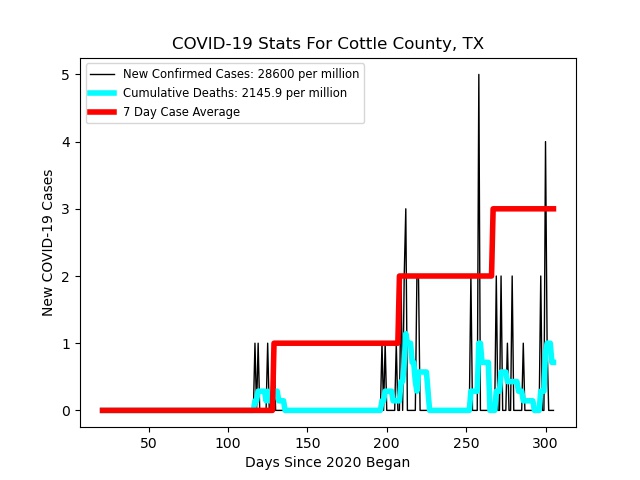 COVID-19 Stats For Cottle County, TX
New Confirmed Cases: 28600 per million
Cumulative Deaths: 2145.9 per million
7 Day Case Average
New COVID-19 Cases
5
4
3
2
1
0
50 100 150 200 250 300
Days Since 2020 Began